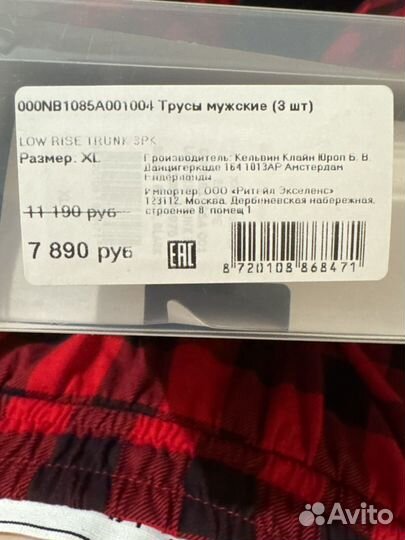 000NB1085A001004 Трусы мужские (3 шт)
LOW RISE TRUNK 3PK
Размер: XL
Производитель: Кельвин Кляйн Юроп Б. В.
Данцигеркаде 164 1013AP Амстердам
Нидерланды
Импортер: ООО «Ритейл Экселенс»
123112, Москва, Дербеневская набережная,
строение 8, помещ 1
11 190 руб
7 890 руб
EAC
8 720108 868471
Avito